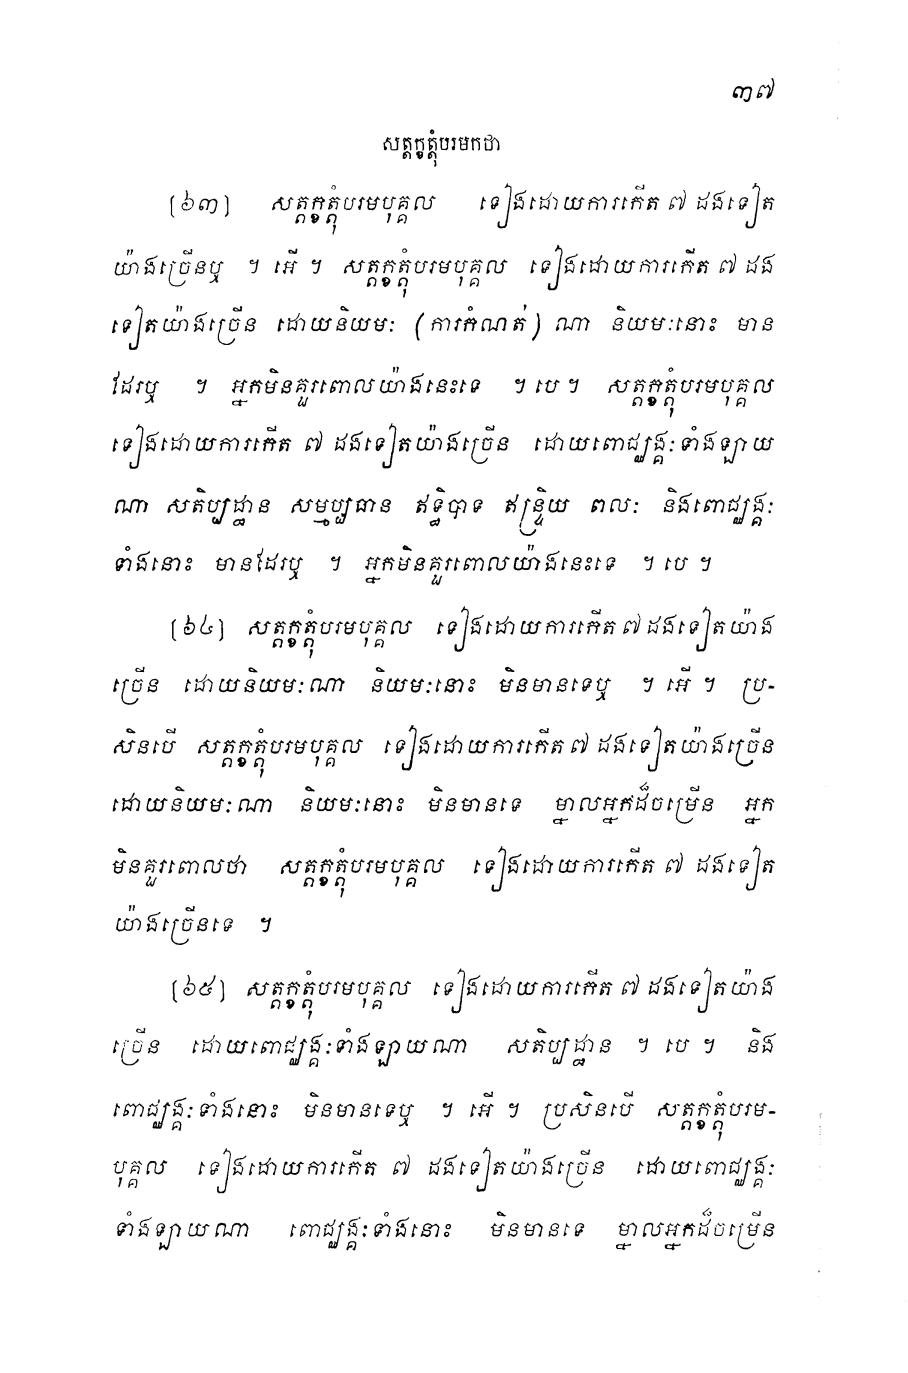 ៣៧
សត្តក្ខត្តុំបរមកថា
[៦៣] សត្តក្ខត្តុំបរមបុគ្គល ទៀងដោយការកើត ៧ ដងទៀត
យ៉ាងច្រើនឬ ។ អើ ។ សត្តក្ខត្តុំបរមបុគ្គល ទៀងដោយការកើត ៧ ដង
ទៀតយ៉ាងច្រើន ដោយនិយមៈ (ការកំណត់) ណា និយមៈនោះ មាន
ដែរឬ ។ អ្នកមិនគួរពោលយ៉ាងនេះទេ ។ បេ ។ សត្តក្ខត្តុំបរមបុគ្គល
ទៀងដោយការកើត ៧ ដងទៀតយ៉ាងច្រើន ដោយពោជ្ឈង្គៈទាំងឡាយ
ណា សតិប្បដ្ឋាន សម្មប្បធាន ឥទ្ធិបាទ ឥន្ទ្រិយ ពលៈ និងពោជ្ឈង្គៈ
ទាំងនោះ មានដែរឬ ។ អ្នកមិនគួរពោលយ៉ាងនេះទេ ។ បេ ។
[៦៤] សត្តក្ខត្តុំបរមបុគ្គល ទៀងដោយការកើត ៧ ដងទៀតយ៉ាង
ច្រើន ដោយនិយមៈណា និយមៈនោះ មិនមានទេឬ ។ អើ ។ ប្រ-
សិនបើ សត្តក្ខត្តុំបរមបុគ្គល ទៀងដោយការកើត ៧ ដងទៀតយ៉ាងច្រើន
ដោយនិយមៈណា និយមៈនោះ មិនមានទេ ម្នាលអ្នកដ៏ចម្រើន អ្នក
មិនគួរពោលថា សត្តក្ខត្តុំបរមបុគ្គល ទៀងដោយការកើត ៧ ដងទៀត
យ៉ាងច្រើនទេ ។
[៦៥] សត្តក្ខត្តុំបរមបុគ្គល ទៀងដោយការកើត ៧ ដងទៀតយ៉ាង
ច្រើន ដោយពោជ្ឈង្គៈទាំងឡាយណា សតិប្បដ្ឋាន ។ បេ ។ និង
ពោជ្ឈង្គៈទាំងនោះ មិនមានទេឬ ។ អើ ។ ប្រសិនបើ សត្តក្ខត្តុំបរម-
បុគ្គល ទៀងដោយការកើត ៧ ដងទៀតយ៉ាងច្រើន ដោយពោជ្ឈង្គៈ
ទាំងឡាយណា ពោជ្ឈង្គៈទាំងនោះ មិនមានទេ ម្នាលអ្នកដ៏ចម្រើន